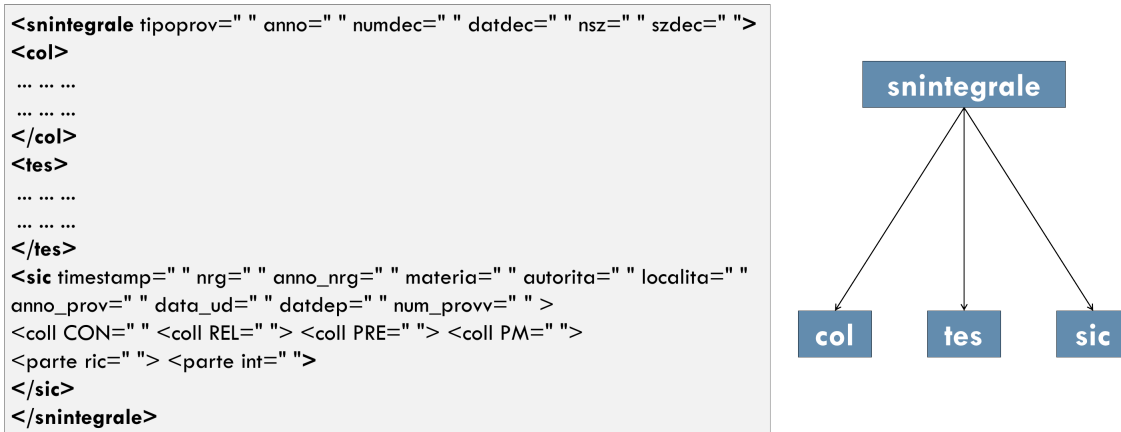 <snintegrale tipoprov=" " anno=" " numdec=" " datdec=" " nsz=" " szdec=" ">
<col>
... ... ...
... ... ...
</col>
<tes>
... ... ...
... ... ...
</tes>
<sic timestamp=" " nrg=" " anno_nrg=" " materia=" " autorita=" " localita=" "
anno_prov=" " data_ud=" " datdep=" " num_provv=" " >
<coll CON=" " <coll REL=" "> <coll PRE=" "> <coll PM=" ">
<parte ric=" "> <parte int=" ">
</sic>
</snintegrale>
snintegrale
col
tes
sic